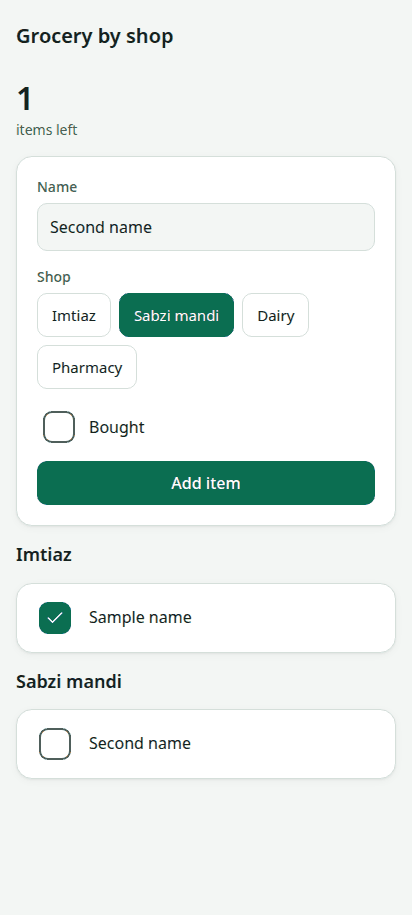 Grocery by shop
1
items left
Name
Second name
Shop
Imtiaz
Sabzi mandi
Dairy
Pharmacy
Bought
Add item
Imtiaz
Sample name
Sabzi mandi
Second name